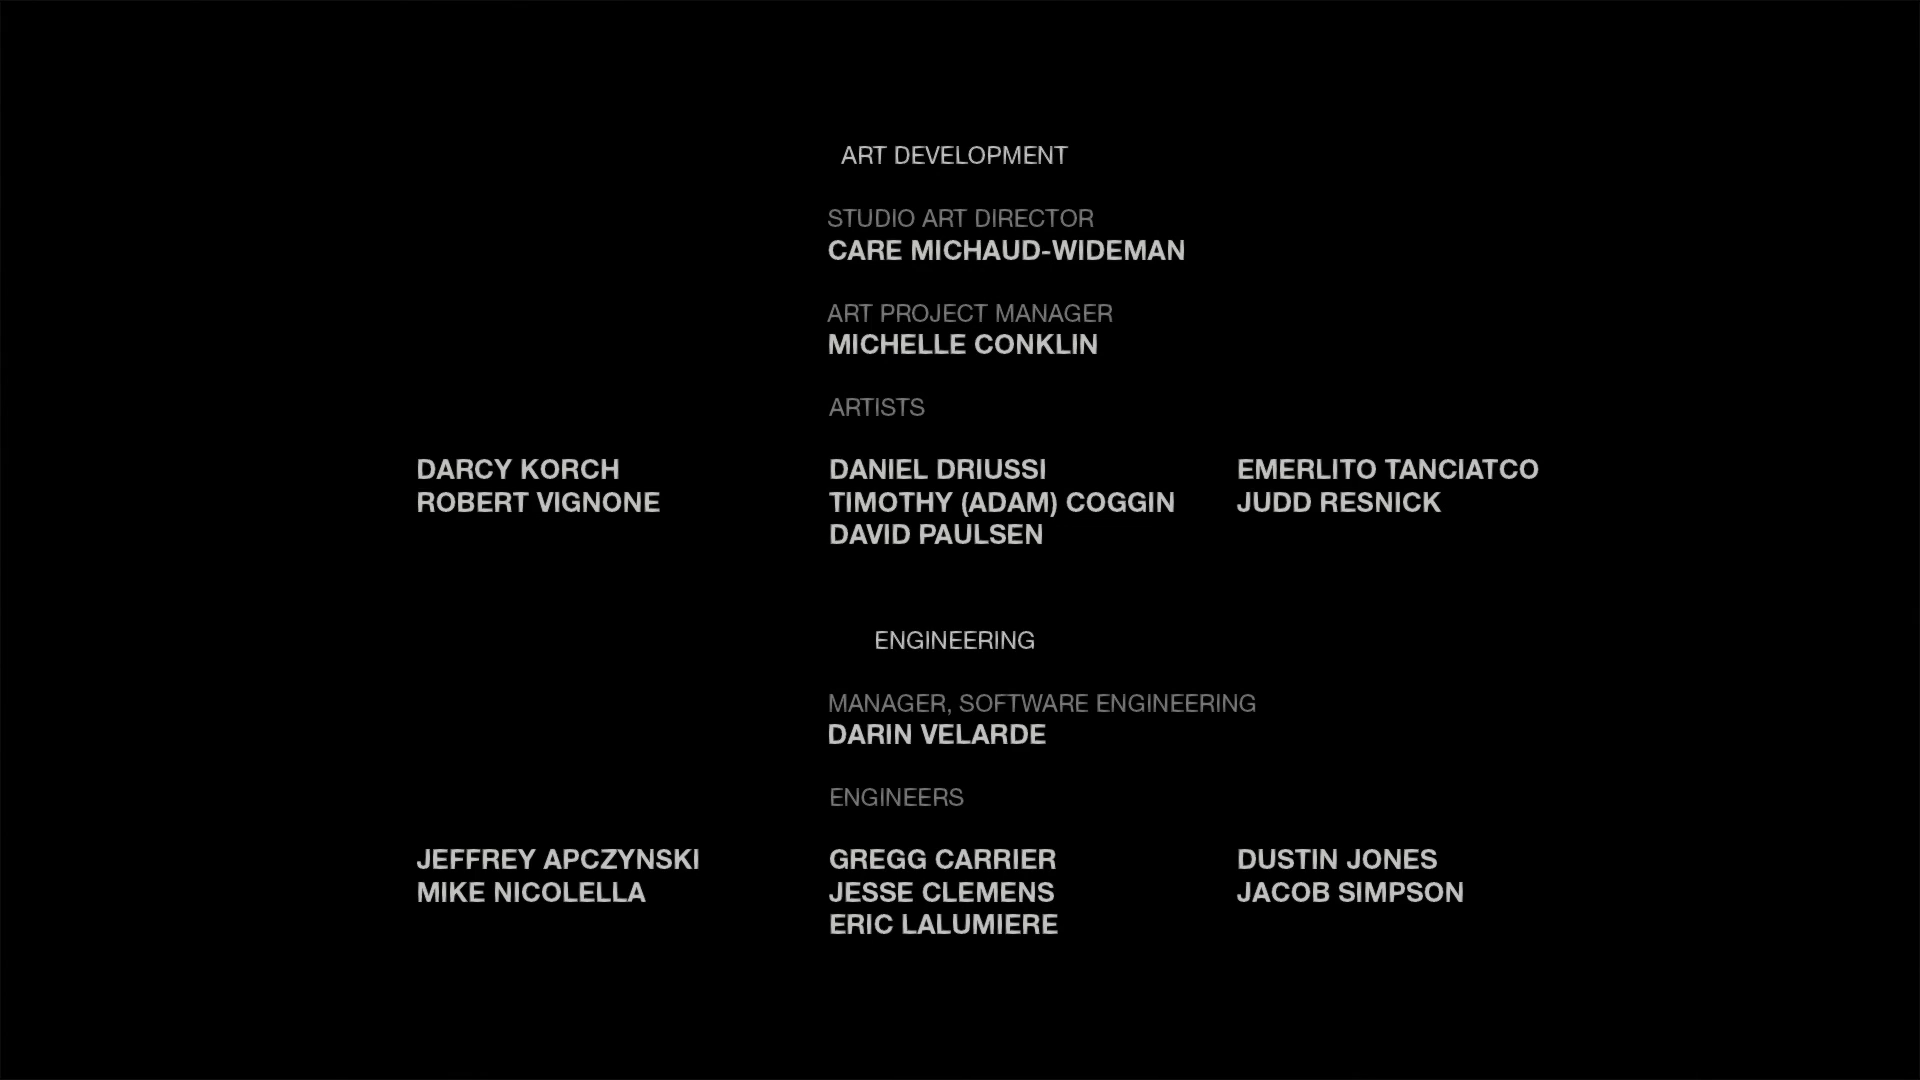 ART DEVELOPMENT
STUDIO ART DIRECTOR
CARE MICHAUD-WIDEMAN
ART PROJECT MANAGER
MICHELLE CONKLIN
ARTISTS
DARCY KORCH DANIEL DRIUSSI EMERLITO TANCIATCO
ROBERT VIGNONE TIMOTHY (ADAM) COGGIN JUDD RESNICK
DAVID PAULSEN
ENGINEERING
MANAGER, SOFTWARE ENGINEERING
DARIN VELARDE
ENGINEERS
JEFFREY APCZYNSKI GREGG CARRIER DUSTIN JONES
MIKE NICOLELLA JESSE CLEMENS JACOB SIMPSON
ERIC LALUMIERE